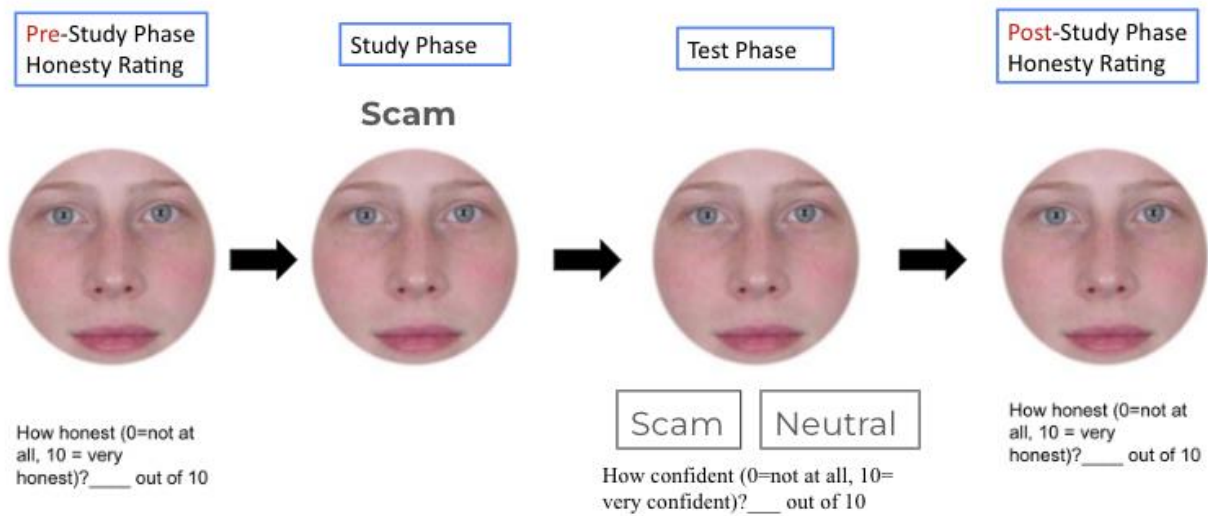 Pre-Study Phase
Honesty Rating
Study Phase
Test Phase
Post-Study Phase
Honesty Rating
Scam
How honest (0=not at
all, 10 = very
honest)?____ out of 10
Scam
Neutral
How confident (0=not at all, 10=
very confident)?___ out of 10
How honest (0=not at
all, 10 = very
honest)?____ out of 10